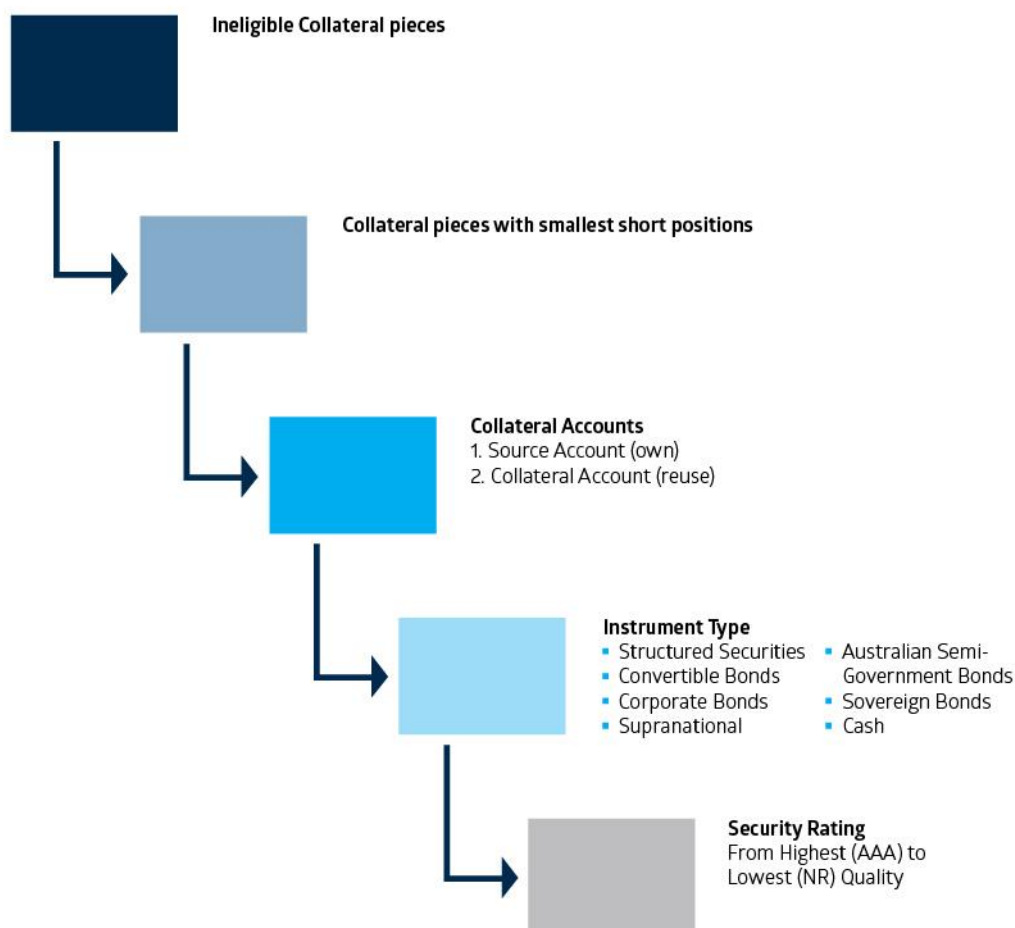 Ineligible Collateral pieces
Collateral pieces with smallest short positions
Collateral Accounts
1. Source Account (own)
2. Collateral Account (reuse)
Instrument Type
▪ Structured Securities
▪ Convertible Bonds
▪ Corporate Bonds
▪ Supranational
▪ Australian Semi-
Government Bonds
▪ Sovereign Bonds
▪ Cash
Security Rating
From Highest (AAA) to
Lowest (NR) Quality